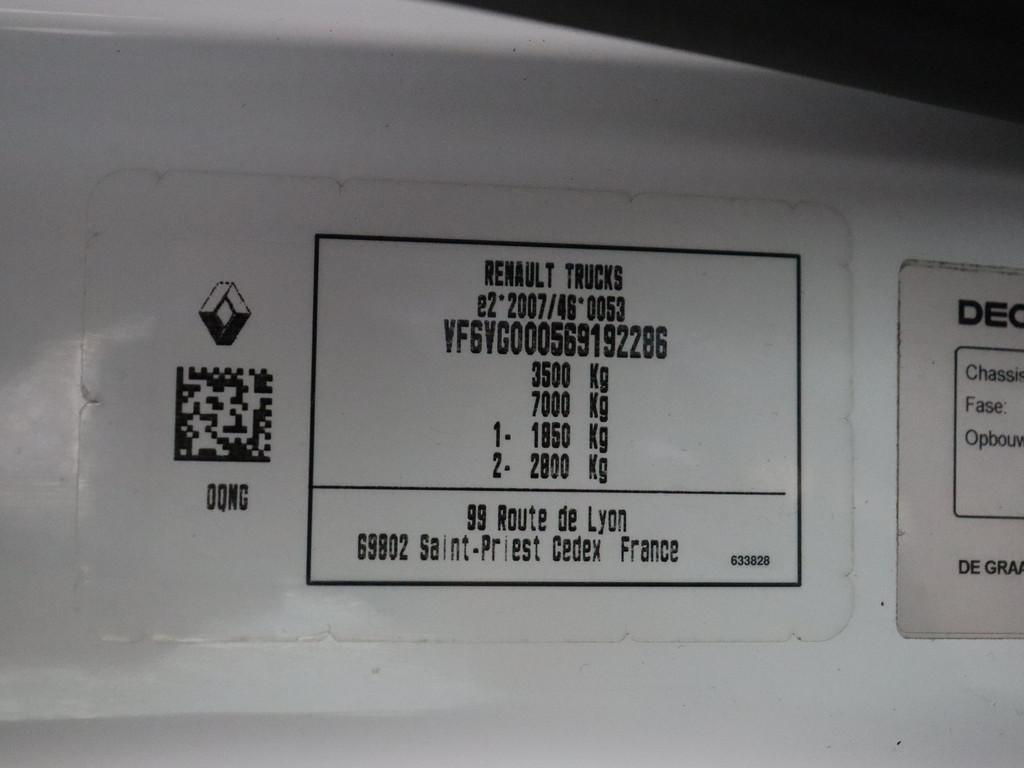 RENAULT TRUCKS
e2*2007/46*0053
VF6VG000569192286
3500 Kg
7000 Kg
1- 1850 Kg
2- 2800 Kg
99 Route de Lyon
69802 Saint-Priest Cedex France
633828
OQNG
DEC
Chassis
Fase:
Opbouw
DE GRAA